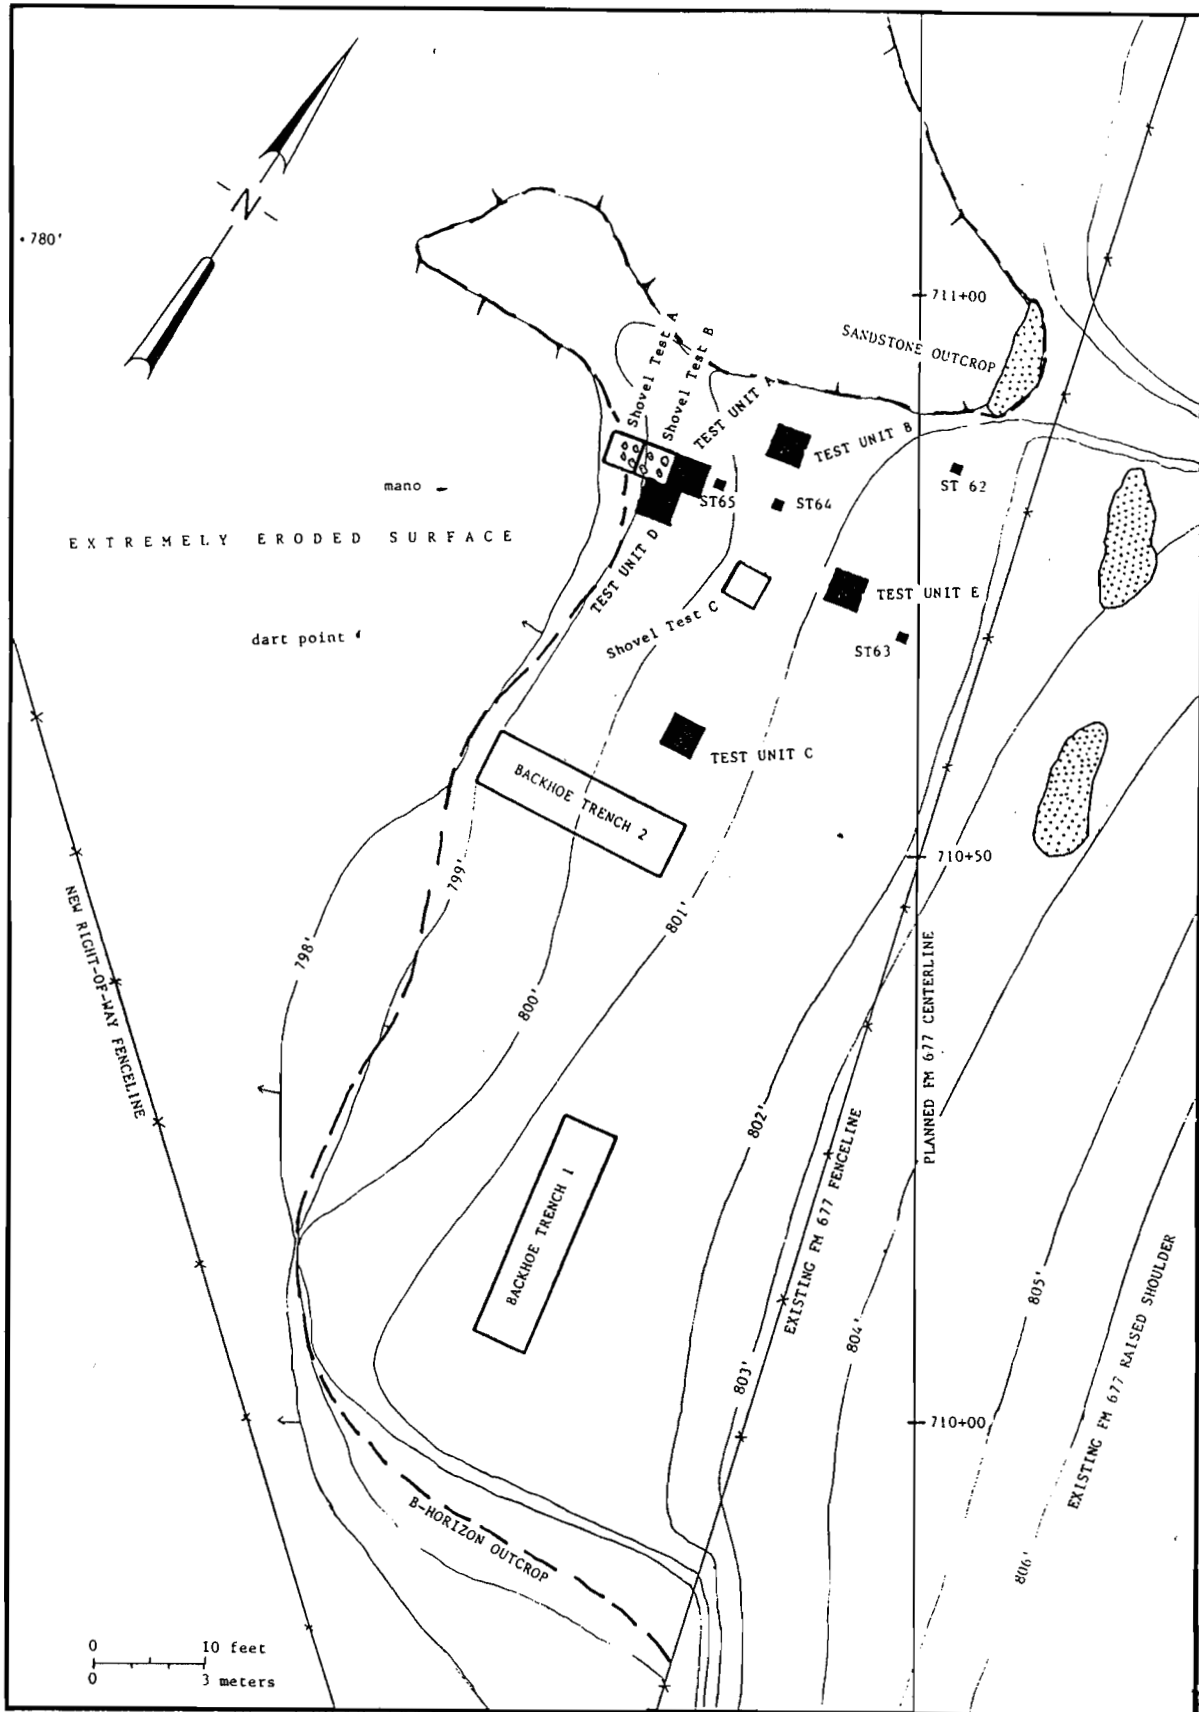 N
780'
711+00
SANDSTONE OUTCROP
Shovel Test A
Shovel Test B
TEST UNIT A
TEST UNIT B
ST 62
mano
ST65
ST64
EXTREMELY ERODED SURFACE
TEST UNIT D
TEST UNIT E
Shovel Test C
dart point
ST63
TEST UNIT C
BACKHOE TRENCH 2
710+50
799'
801'
NEW RIGHT-OF-WAY FENCELINE
798'
800'
PLANNED FM 677 CENTERLINE
802'
BACKHOE TRENCH 1
EXISTING FM 677 FENCELINE
805'
EXISTING FM 677 RAISED SHOULDER
804'
803'
710+00
B-HORIZON OUTCROP
806'
0 10 feet
0 3 meters